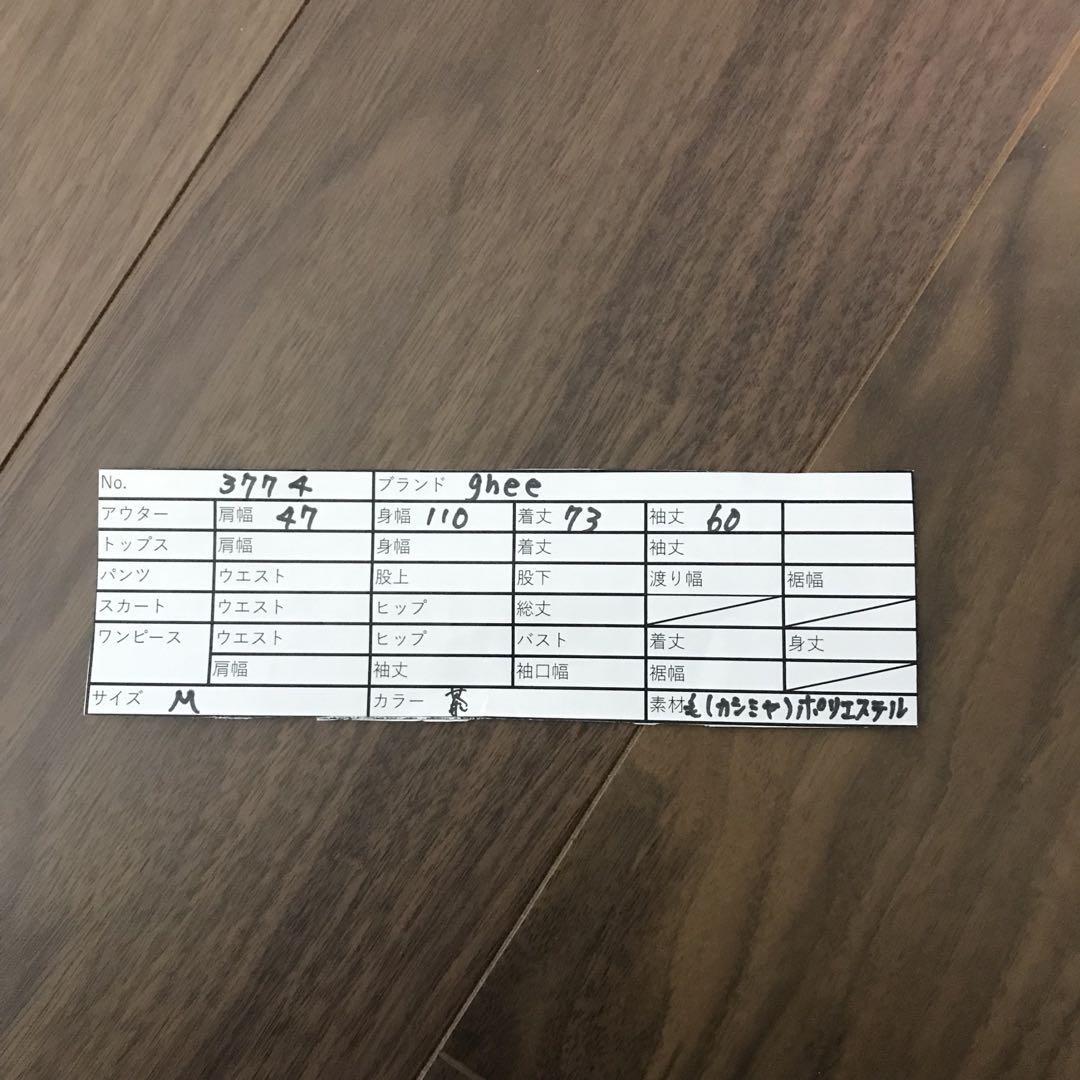 No. 3774 ブランド ghee
アウター 肩幅 47 身幅 110 着丈 73 袖丈 60
トップス 肩幅 身幅 着丈 袖丈
パンツ ウエスト 股上 股下 渡り幅 裾幅
スカート ウエスト ヒップ 総丈
ワンピース ウエスト ヒップ バスト 着丈 身丈
肩幅 袖丈 袖口幅 裾幅
サイズ M カラー 茶 素材 毛(カシミヤ)ポリエステル